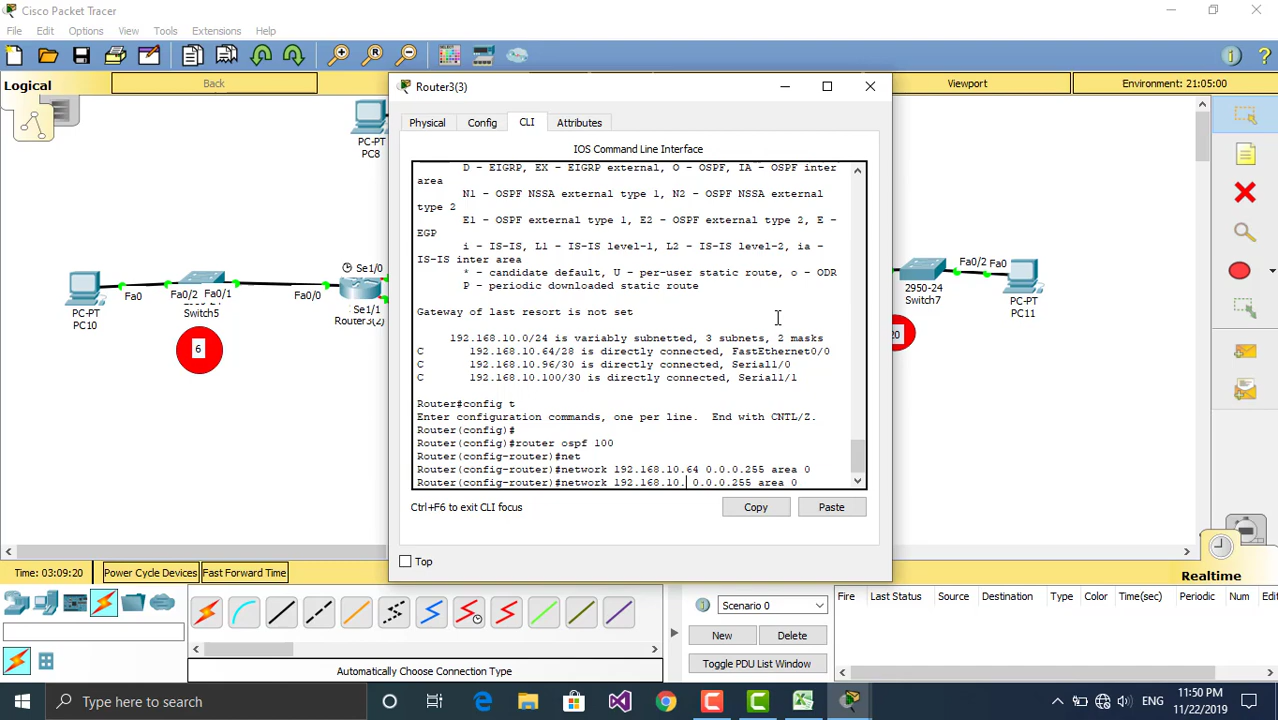 Cisco Packet Tracer
File Edit Options View Tools Extensions Help
Logical Back Viewport Environment: 21:05:00
Router3(3)
Physical Config CLI Attributes
IOS Command Line Interface
D - EIGRP, EX - EIGRP external, O - OSPF, IA - OSPF inter
area
N1 - OSPF NSSA external type 1, N2 - OSPF NSSA external
type 2
E1 - OSPF external type 1, E2 - OSPF external type 2, E -
EGP
i - IS-IS, L1 - IS-IS level-1, L2 - IS-IS level-2, ia -
IS-IS inter area
* - candidate default, U - per-user static route, o - ODR
P - periodic downloaded static route
Gateway of last resort is not set
192.168.10.0/24 is variably subnetted, 3 subnets, 2 masks
C 192.168.10.64/28 is directly connected, FastEthernet0/0
C 192.168.10.96/30 is directly connected, Serial1/0
C 192.168.10.100/30 is directly connected, Serial1/1
Router#config t
Enter configuration commands, one per line. End with CNTL/Z.
Router(config)#
Router(config)#router ospf 100
Router(config-router)#net
Router(config-router)#network 192.168.10.64 0.0.0.255 area 0
Router(config-router)#network 192.168.10. 0.0.0.255 area 0
Ctrl+F6 to exit CLI focus
Copy Paste
Top
PC-PT
PC8
PC-PT
PC10
Fa0
Fa0/2 Fa0/1
Switch5
6
Fa0/0
Se1/0
Se1/1
Router3(2)
2950-24
Switch7
20
Fa0/2 Fa0
PC-PT
PC11
Time: 03:09:20 Power Cycle Devices Fast Forward Time
Realtime
Scenario 0
New Delete
Toggle PDU List Window
Fire Last Status Source Destination Type Color Time(sec) Periodic Num Edit
Automatically Choose Connection Type
Type here to search
ENG
11:50 PM
11/22/2019